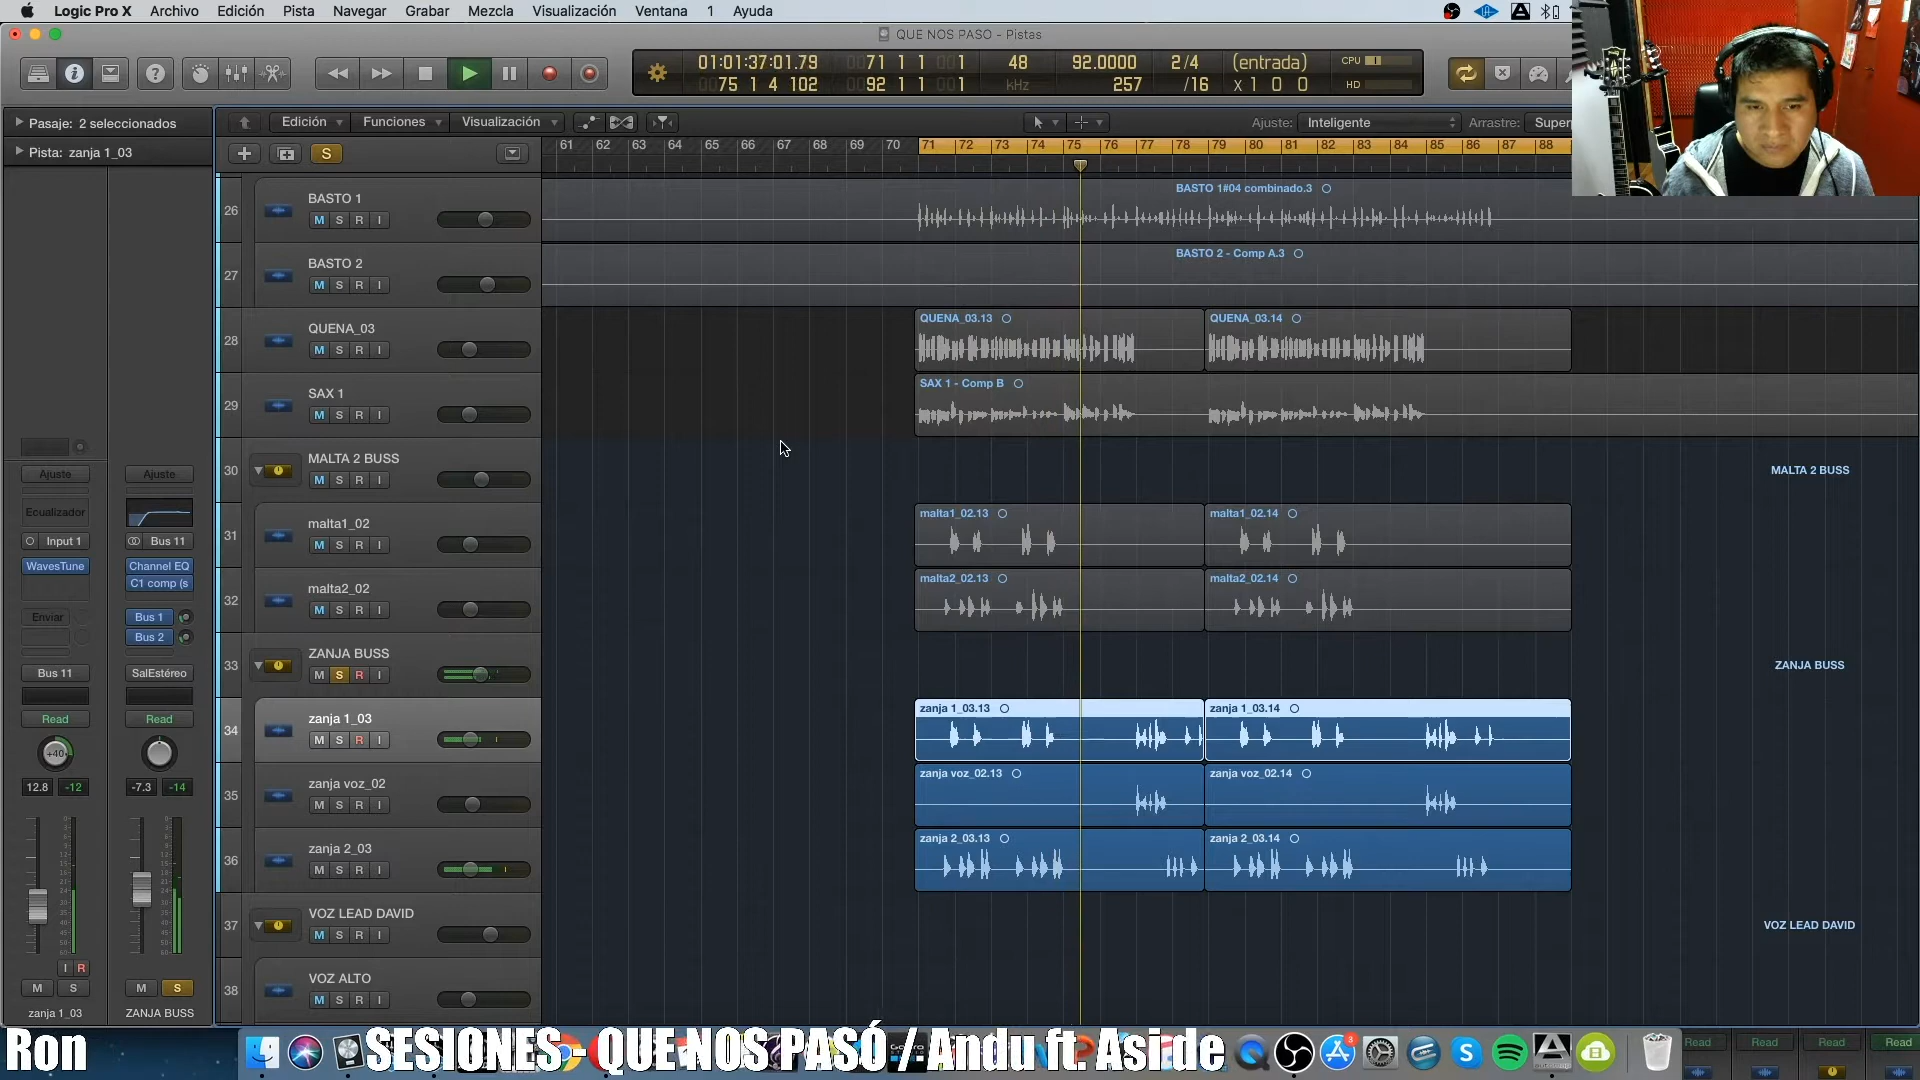 Logic Pro X Archivo Edición Pista Navegar Grabar Mezcla Visualización Ventana 1 Ayuda
QUE NOS PASO - Pistas
01:01:37:01.79 71 1 1 1 48 92.0000 2/4 (entrada) CPU
75 1 4 102 92 1 1 1 kHz 257 /16 x 1 0 0 HD
Pasaje: 2 seleccionados
Edición Funciones Visualización Ajuste: Inteligente Arrastre: Super
Pista: zanja 1_03
S
61 62 63 64 65 66 67 68 69 70 71 72 73 74 75 76 77 78 79 80 81 82 83 84 85 86 87 88
26 BASTO 1 M S R I
BASTO 1#04 combinado.3
27 BASTO 2 M S R I
BASTO 2 - Comp A.3
28 QUENA_03 M S R I
QUENA_03.13 QUENA_03.14
29 SAX 1 M S R I
SAX 1 - Comp B
30 MALTA 2 BUSS M S R I
MALTA 2 BUSS
31 malta1_02 M S R I
malta1_02.13 malta1_02.14
32 malta2_02 M S R I
malta2_02.13 malta2_02.14
33 ZANJA BUSS M S R I
ZANJA BUSS
34 zanja 1_03 M S R I
zanja 1_03.13 zanja 1_03.14
35 zanja voz_02 M S R I
zanja voz_02.13 zanja voz_02.14
36 zanja 2_03 M S R I
zanja 2_03.13 zanja 2_03.14
37 VOZ LEAD DAVID M S R I
VOZ LEAD DAVID
38 VOZ ALTO M S R I
Ajuste Ajuste
Ecualizador
Input 1 Bus 11
WavesTune Channel EQ
C1 comp (s
Enviar Bus 1
Bus 2
Bus 11 SalEstéreo
Read Read
+40
12.8 -12 -7.3 -14
I R
M S M S
zanja 1_03 ZANJA BUSS
Ron SESIONES- QUE NOS PASÓ / Andu ft. Aside
Read Read Read Read